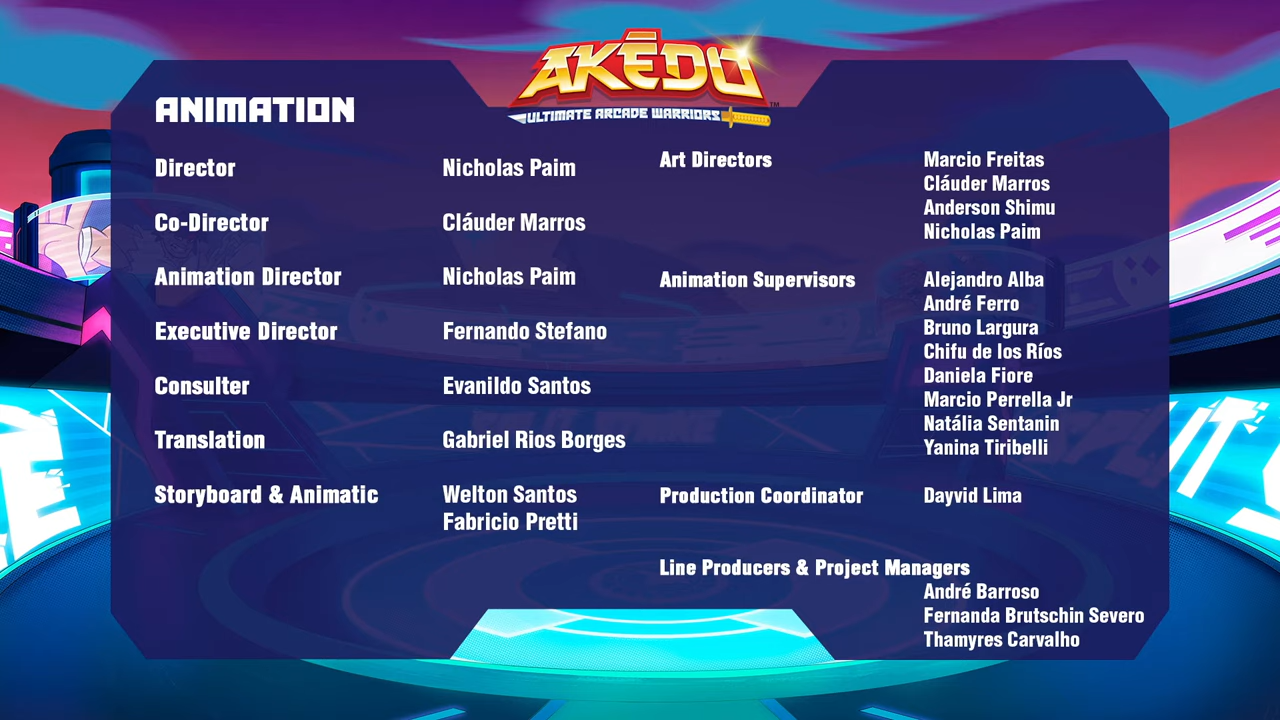 AKĒDO
TM
ULTIMATE ARCADE WARRIORS
ANIMATION
Director Nicholas Paim
Co-Director Cláuder Marros
Animation Director Nicholas Paim
Executive Director Fernando Stefano
Consulter Evanildo Santos
Translation Gabriel Rios Borges
Storyboard & Animatic Welton Santos
Fabricio Pretti
Art Directors Marcio Freitas
Cláuder Marros
Anderson Shimu
Nicholas Paim
Animation Supervisors Alejandro Alba
André Ferro
Bruno Largura
Chifu de los Ríos
Daniela Fiore
Marcio Perrella Jr
Natália Sentanin
Yanina Tiribelli
Production Coordinator Dayvid Lima
Line Producers & Project Managers
André Barroso
Fernanda Brutschin Severo
Thamyres Carvalho